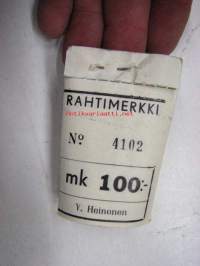 RAHTIMERKKI
Nº 4102
mk 100:-
V. Heinonen